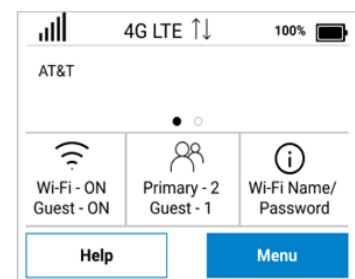 4G LTE 100%
AT&T
Wi-Fi - ON
Guest - ON
Primary - 2
Guest - 1
Wi-Fi Name/
Password
Help
Menu